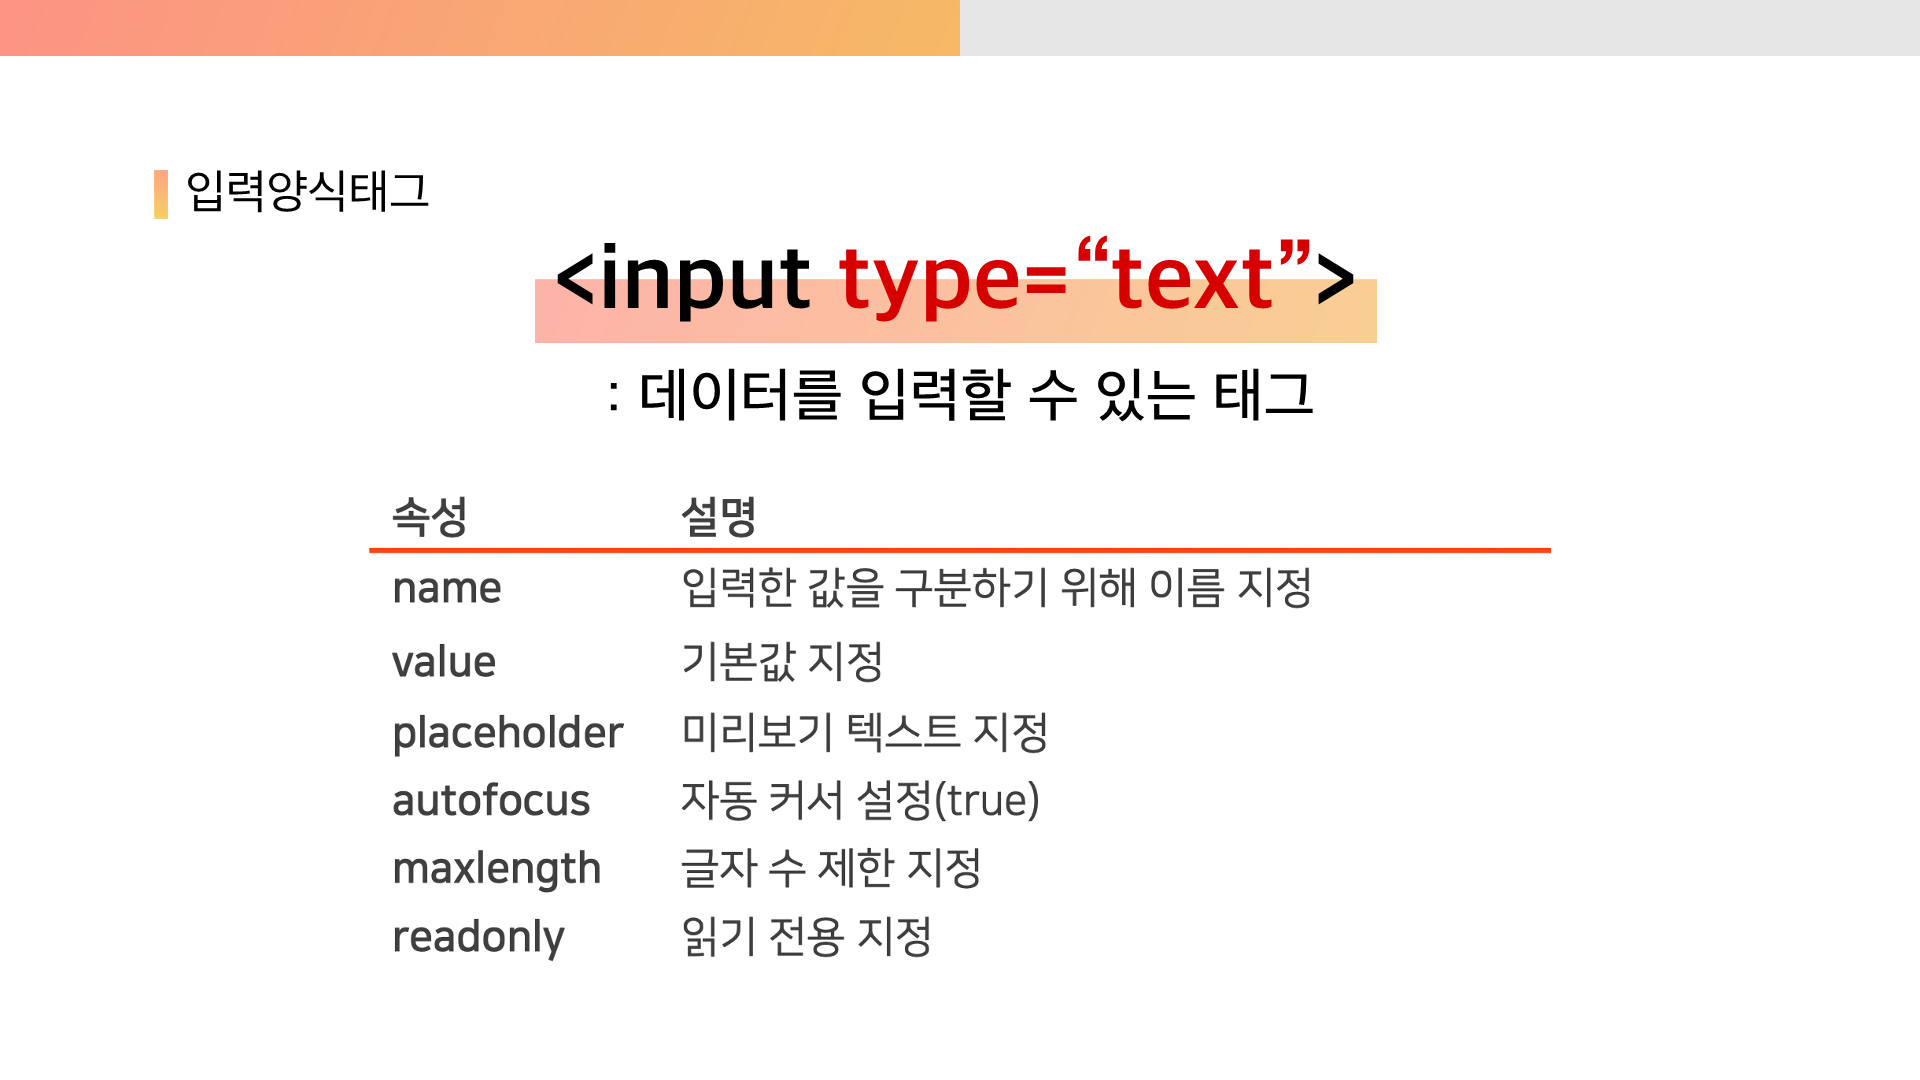 입력양식태그
<input type=“text”>
: 데이터를 입력할 수 있는 태그
속성 설명
name 입력한 값을 구분하기 위해 이름 지정
value 기본값 지정
placeholder 미리보기 텍스트 지정
autofocus 자동 커서 설정(true)
maxlength 글자 수 제한 지정
readonly 읽기 전용 지정